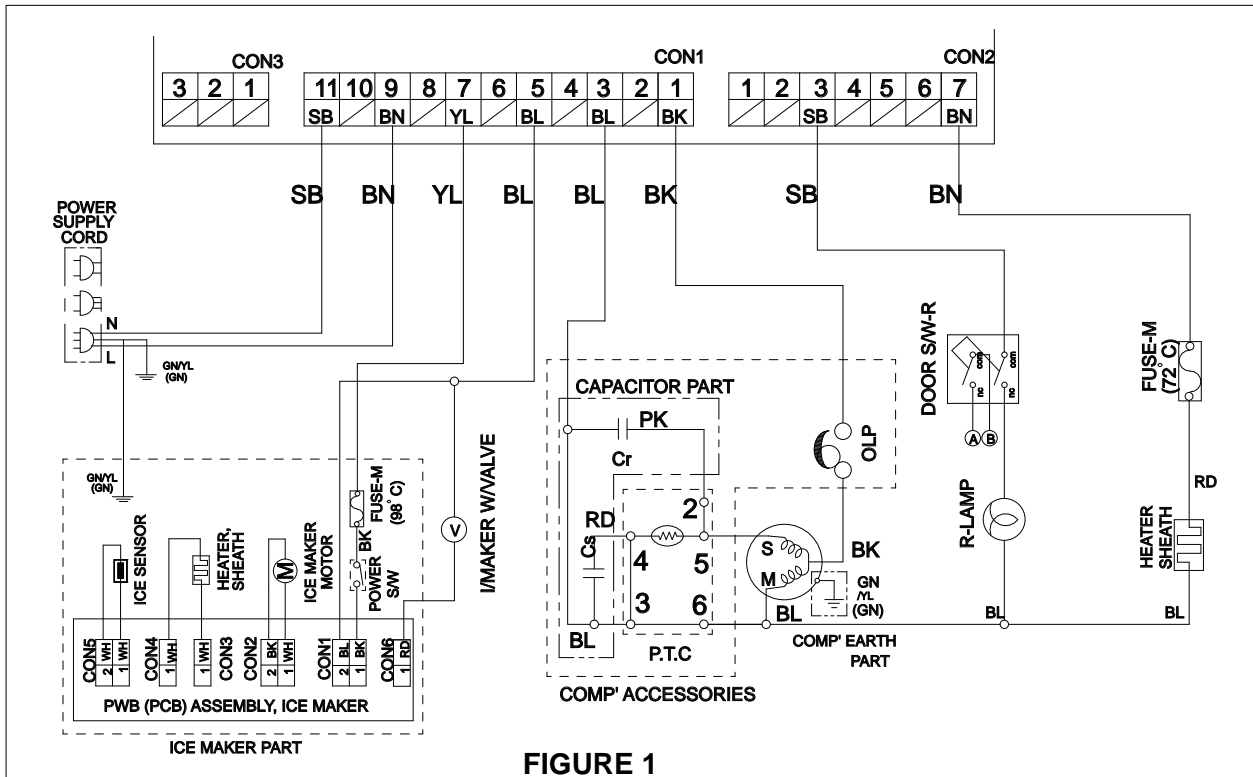 CON3
3 2 1
CON1
11 10 9 8 7 6 5 4 3 2 1
SB BN YL BL BL BK
CON2
1 2 3 4 5 6 7
SB BN
SB BN YL BL BL BK SB BN
POWER
SUPPLY
CORD
N
L
GN/YL
(GN)
GN/YL
(GN)
ICE SENSOR
HEATER,
SHEATH
ICE MAKER
MOTOR
M
FUSE-M
(98°C)
BK
POWER
S/W
V
I/MAKER W/VALVE
CON5
2 WH
1 WH
CON4
1 WH
1 WH
CON3
CON2
2 BK
1 WH
CON1
2 BL
1 BK
CON6
1 RD
PWB (PCB) ASSEMBLY, ICE MAKER
ICE MAKER PART
CAPACITOR PART
PK
Cr
RD
Cs
2
4 5
3 6
BL
P.T.C
COMP' ACCESSORIES
OLP
S
M
BK
BL
GN
/YL
(GN)
COMP' EARTH
PART
DOOR S/W-R
com com
nc nc
A B
R-LAMP
BL
FUSE-M
(72°C)
RD
HEATER
SHEATH
BL
FIGURE 1